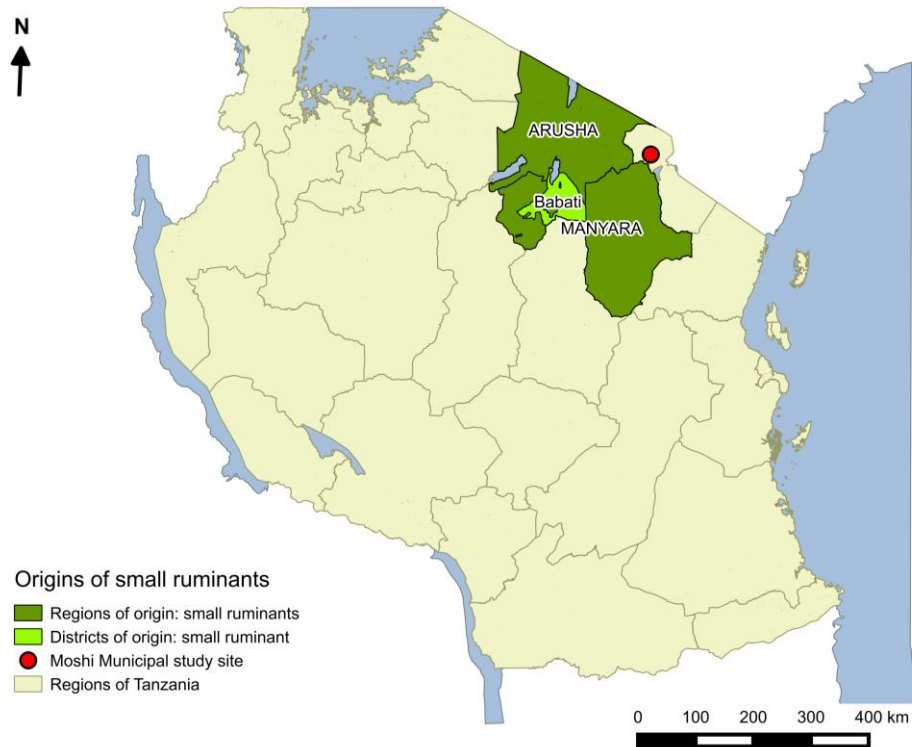 N
ARUSHA
Babati
MANYARA
Origins of small ruminants
Regions of origin: small ruminants
Districts of origin: small ruminant
Moshi Municipal study site
Regions of Tanzania
0 100 200 300 400 km